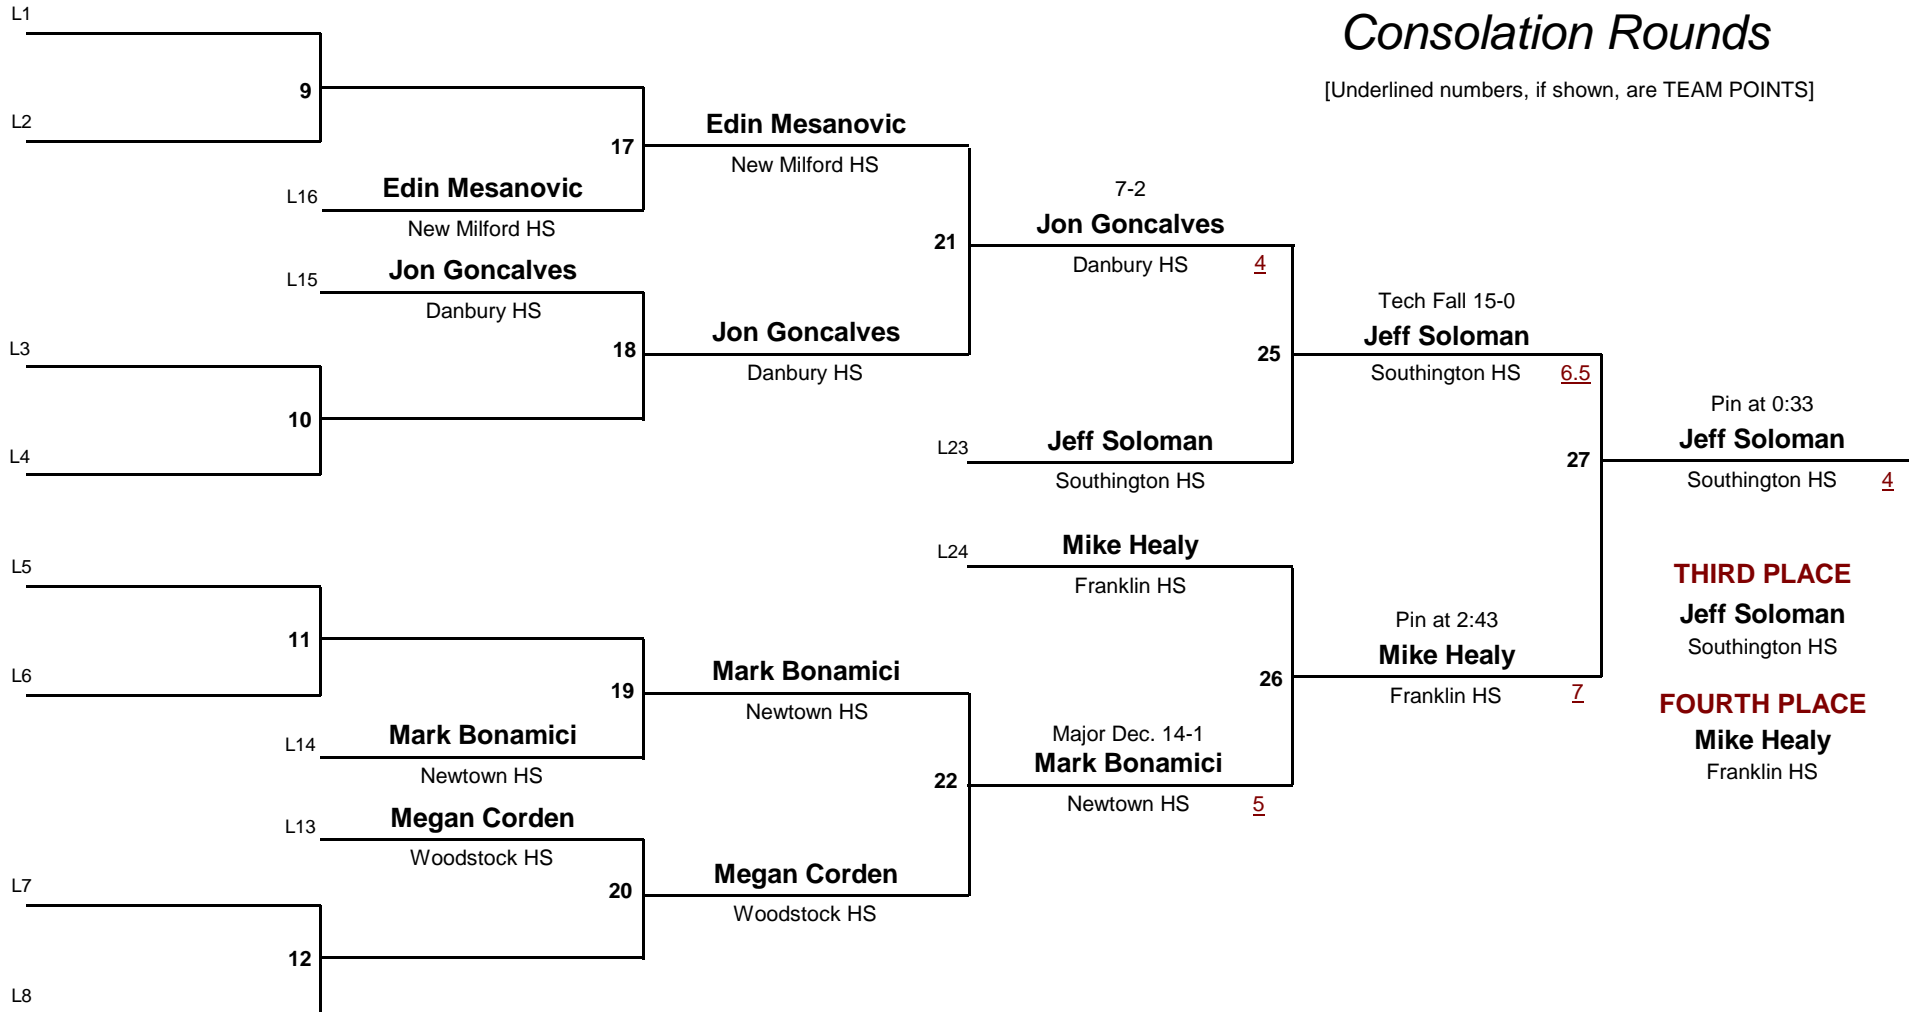 L1
Consolation Rounds
[Underlined numbers, if shown, are TEAM POINTS]
9
L2
17
Edin Mesanovic
New Milford HS
L16
Edin Mesanovic
New Milford HS
7-2
Jon Goncalves
21
Danbury HS
4
L15
Jon Goncalves
Danbury HS
Jon Goncalves
Danbury HS
18
L3
10
L4
Tech Fall 15-0
Jeff Soloman
25
Southington HS
6.5
L23
Jeff Soloman
Southington HS
Pin at 0:33
Jeff Soloman
27
Southington HS
4
L24
Mike Healy
Franklin HS
L5
THIRD PLACE
Jeff Soloman
Southington HS
11
L6
Pin at 2:43
Mike Healy
26
Franklin HS
7
19
Mark Bonamici
Newtown HS
FOURTH PLACE
Mike Healy
Franklin HS
L14
Mark Bonamici
Newtown HS
Major Dec. 14-1
Mark Bonamici
22
Newtown HS
5
L13
Megan Corden
Woodstock HS
L7
20
Megan Corden
Woodstock HS
12
L8